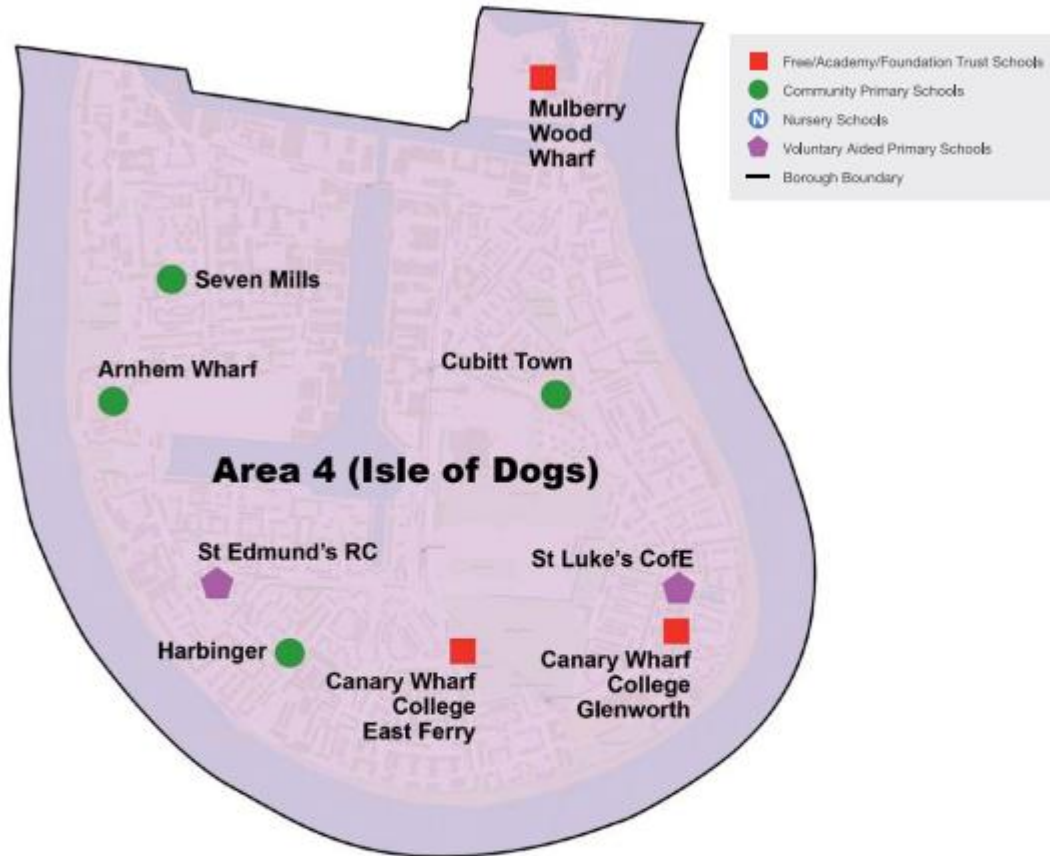 Free/Academy/Foundation Trust Schools
Community Primary Schools
N
Nursery Schools
Voluntary Aided Primary Schools
Borough Boundary
Mulberry
Wood
Wharf
Seven Mills
Arnhem Wharf
Cubitt Town
Area 4 (Isle of Dogs)
St Edmund's RC
St Luke's CofE
Harbinger
Canary Wharf
College
East Ferry
Canary Wharf
College
Glenworth